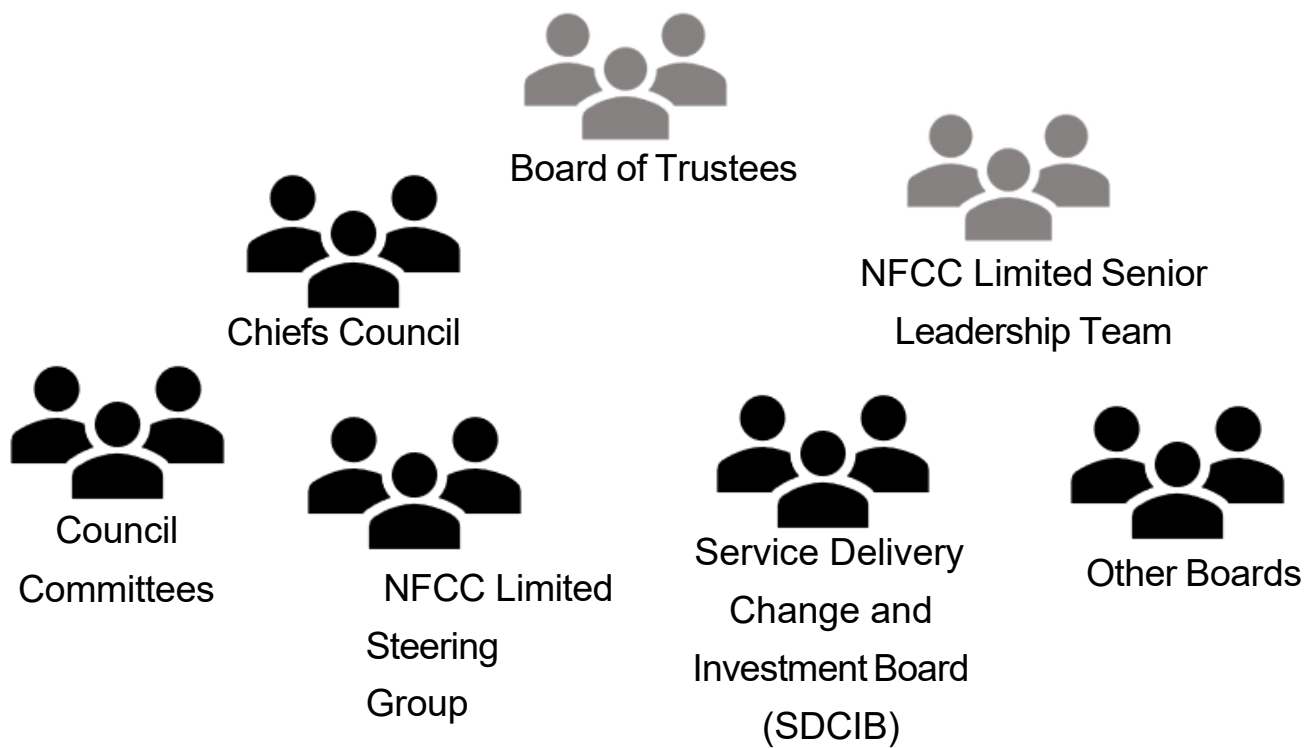 Board of Trustees
NFCC Limited Senior
Leadership Team
Chiefs Council
Council
Committees
NFCC Limited
Steering
Group
Service Delivery
Change and
Investment Board
(SDCIB)
Other Boards